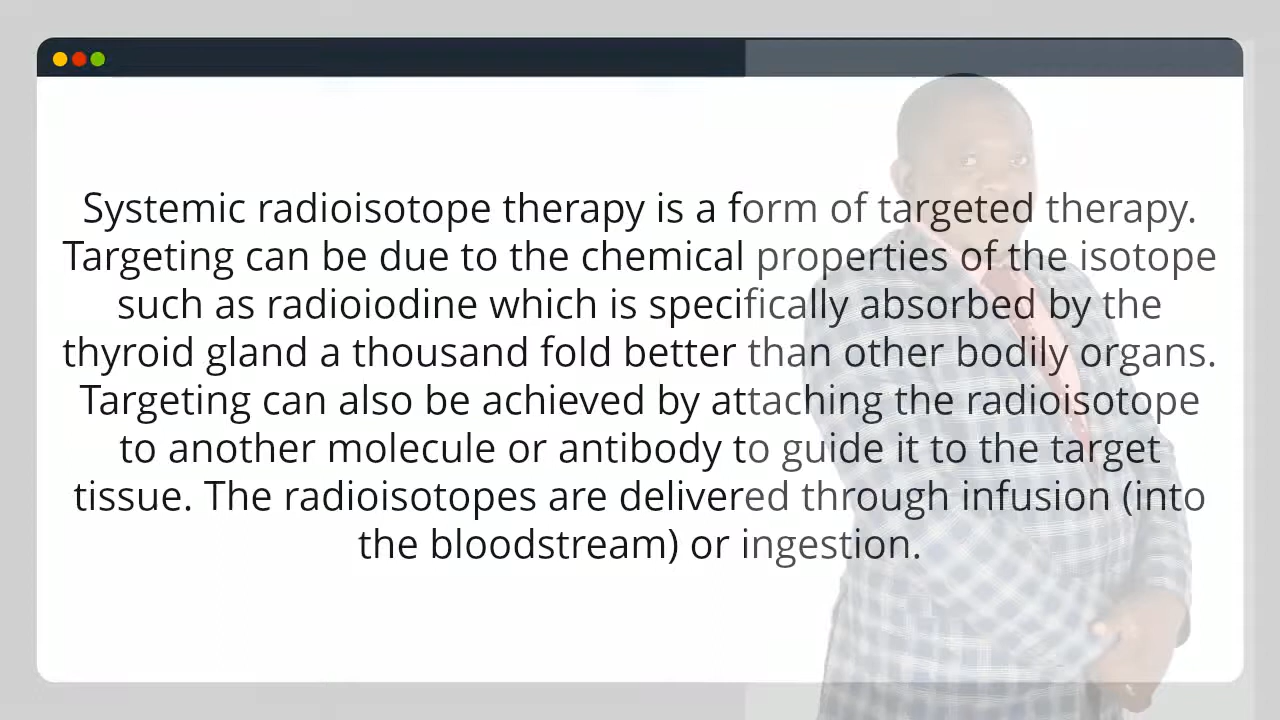 Systemic radioisotope therapy is a form of targeted therapy.
Targeting can be due to the chemical properties of the isotope
such as radioiodine which is specifically absorbed by the
thyroid gland a thousand fold better than other bodily organs.
Targeting can also be achieved by attaching the radioisotope
to another molecule or antibody to guide it to the target
tissue. The radioisotopes are delivered through infusion (into
the bloodstream) or ingestion.